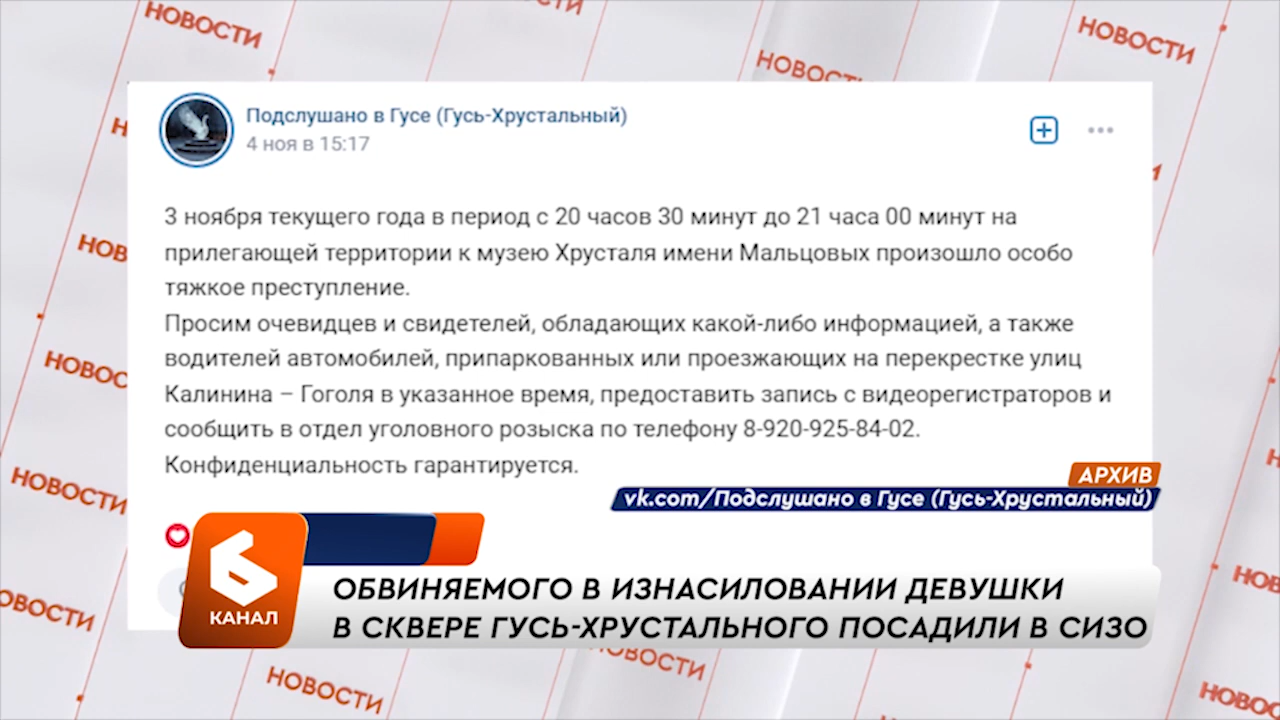 НОВОСТИ
НОВОСТИ
Подслушано в Гусе (Гусь-Хрустальный)
4 ноя в 15:17
3 ноября текущего года в период с 20 часов 30 минут до 21 часа 00 минут на
прилегающей территории к музею Хрусталя имени Мальцовых произошло особо
тяжкое преступление.
Просим очевидцев и свидетелей, обладающих какой-либо информацией, а также
водителей автомобилей, припаркованных или проезжающих на перекрестке улиц
Калинина – Гоголя в указанное время, предоставить запись с видеорегистраторов и
сообщить в отдел уголовного розыска по телефону 8-920-925-84-02.
Конфиденциальность гарантируется.
АРХИВ
vk.com/Подслушано в Гусе (Гусь-Хрустальный)
6
КАНАЛ
ОБВИНЯЕМОГО В ИЗНАСИЛОВАНИИ ДЕВУШКИ
В СКВЕРЕ ГУСЬ-ХРУСТАЛЬНОГО ПОСАДИЛИ В СИЗО
НОВОСТИ
НОВОСТИ